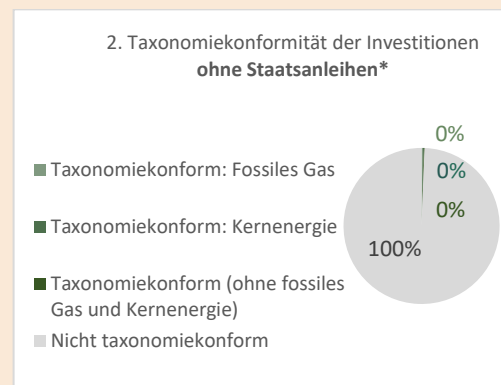 2. Taxonomiekonformität der Investitionen
ohne Staatsanleihen*
0%
Taxonomiekonform: Fossiles Gas
0%
Taxonomiekonform: Kernenergie
0%
100%
Taxonomiekonform (ohne fossiles
Gas und Kernenergie)
Nicht taxonomiekonform